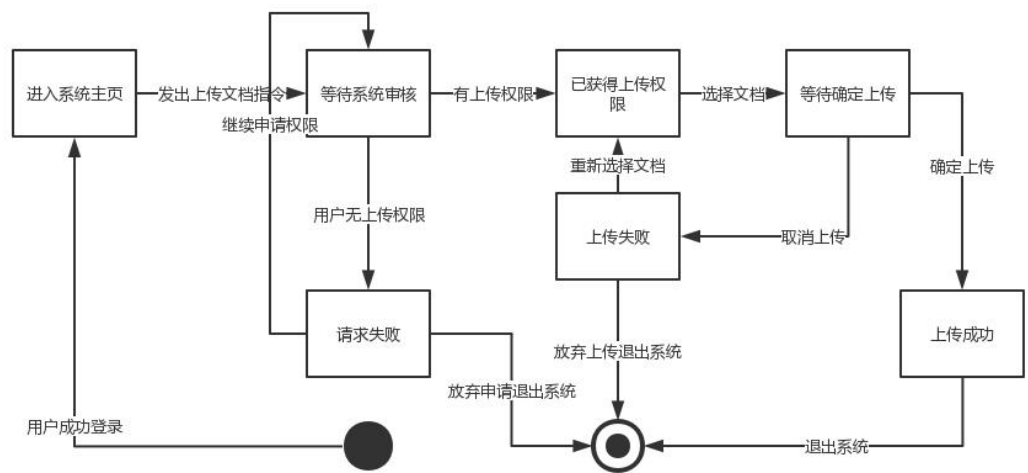 进入系统主页
发出上传文档指令
等待系统审核
有上传权限
已获得上传权
限
选择文档
等待确定上传
继续申请权限
重新选择文档
确定上传
用户无上传权限
上传失败
取消上传
请求失败
放弃上传退出系统
上传成功
放弃申请退出系统
用户成功登录
退出系统